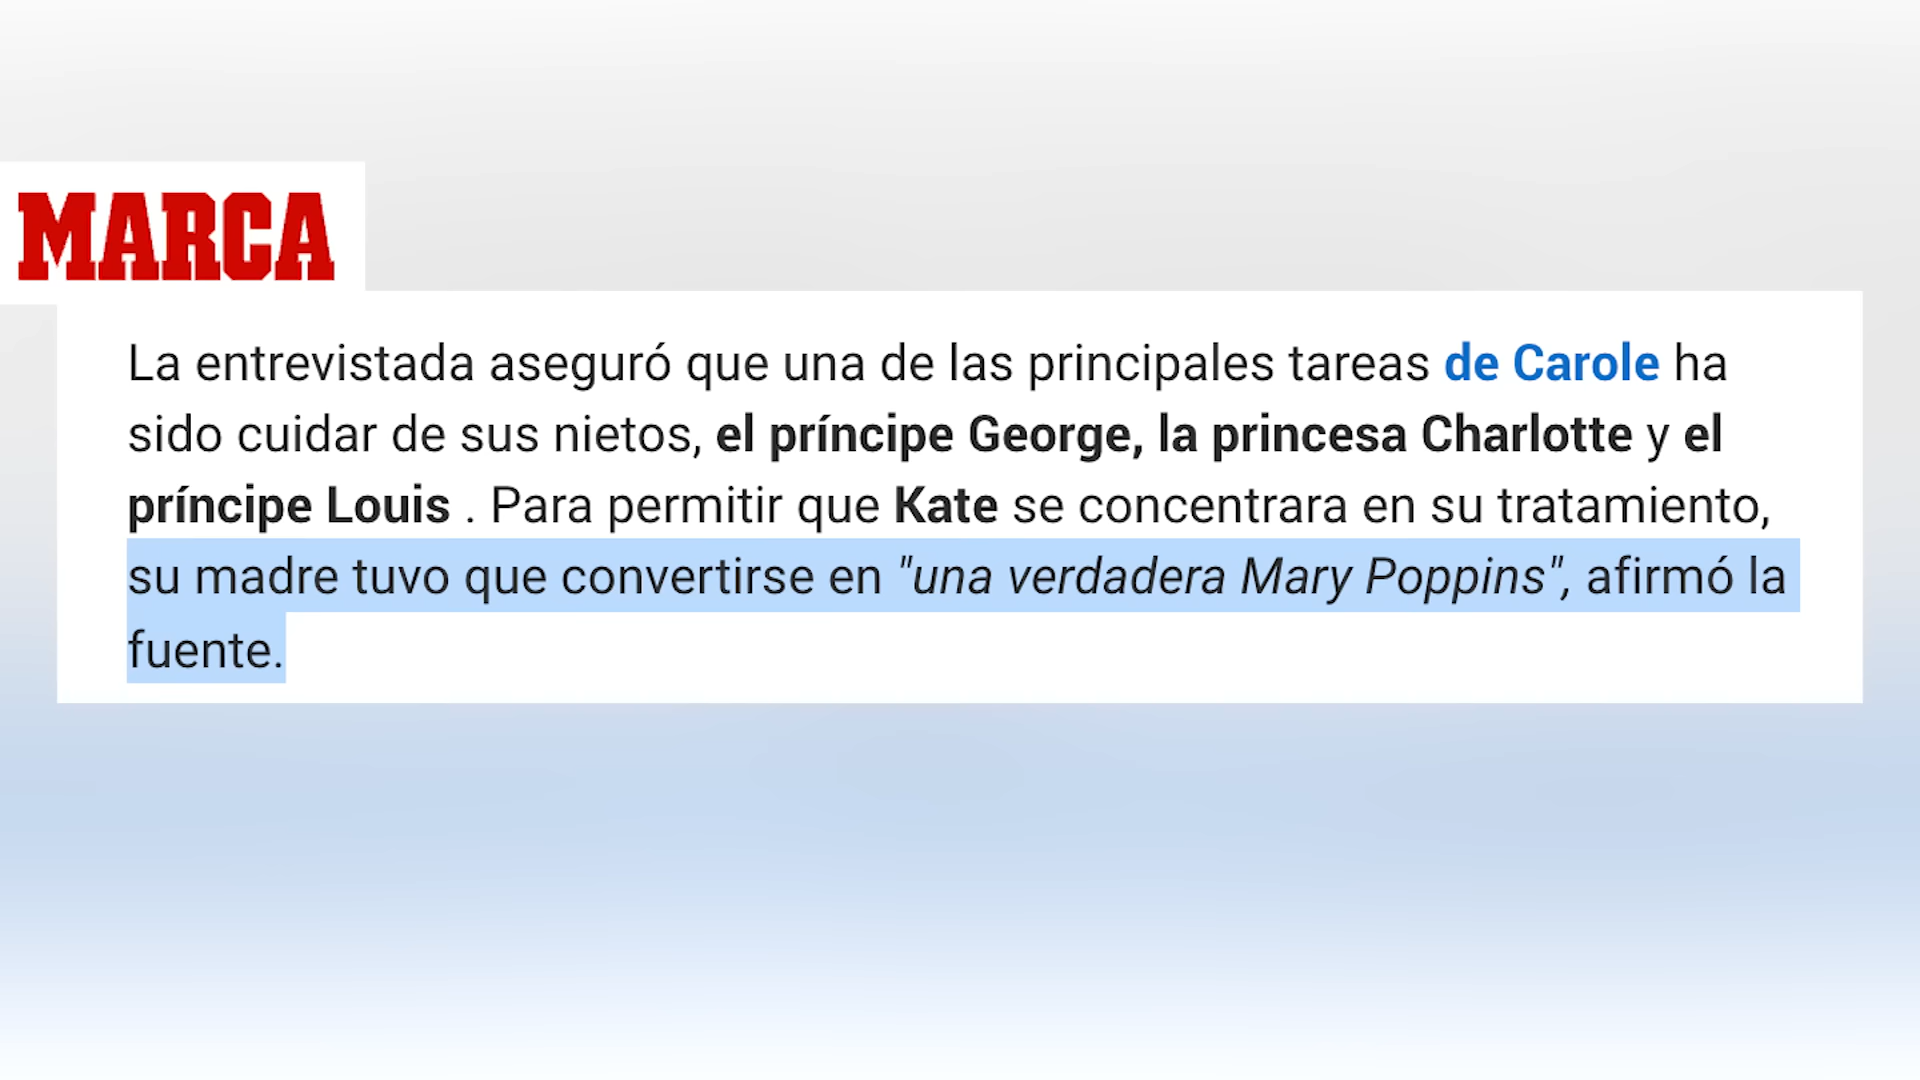 MARCA
La entrevistada aseguró que una de las principales tareas de Carole ha
sido cuidar de sus nietos, el príncipe George, la princesa Charlotte y el
príncipe Louis . Para permitir que Kate se concentrara en su tratamiento,
su madre tuvo que convertirse en "una verdadera Mary Poppins", afirmó la
fuente.